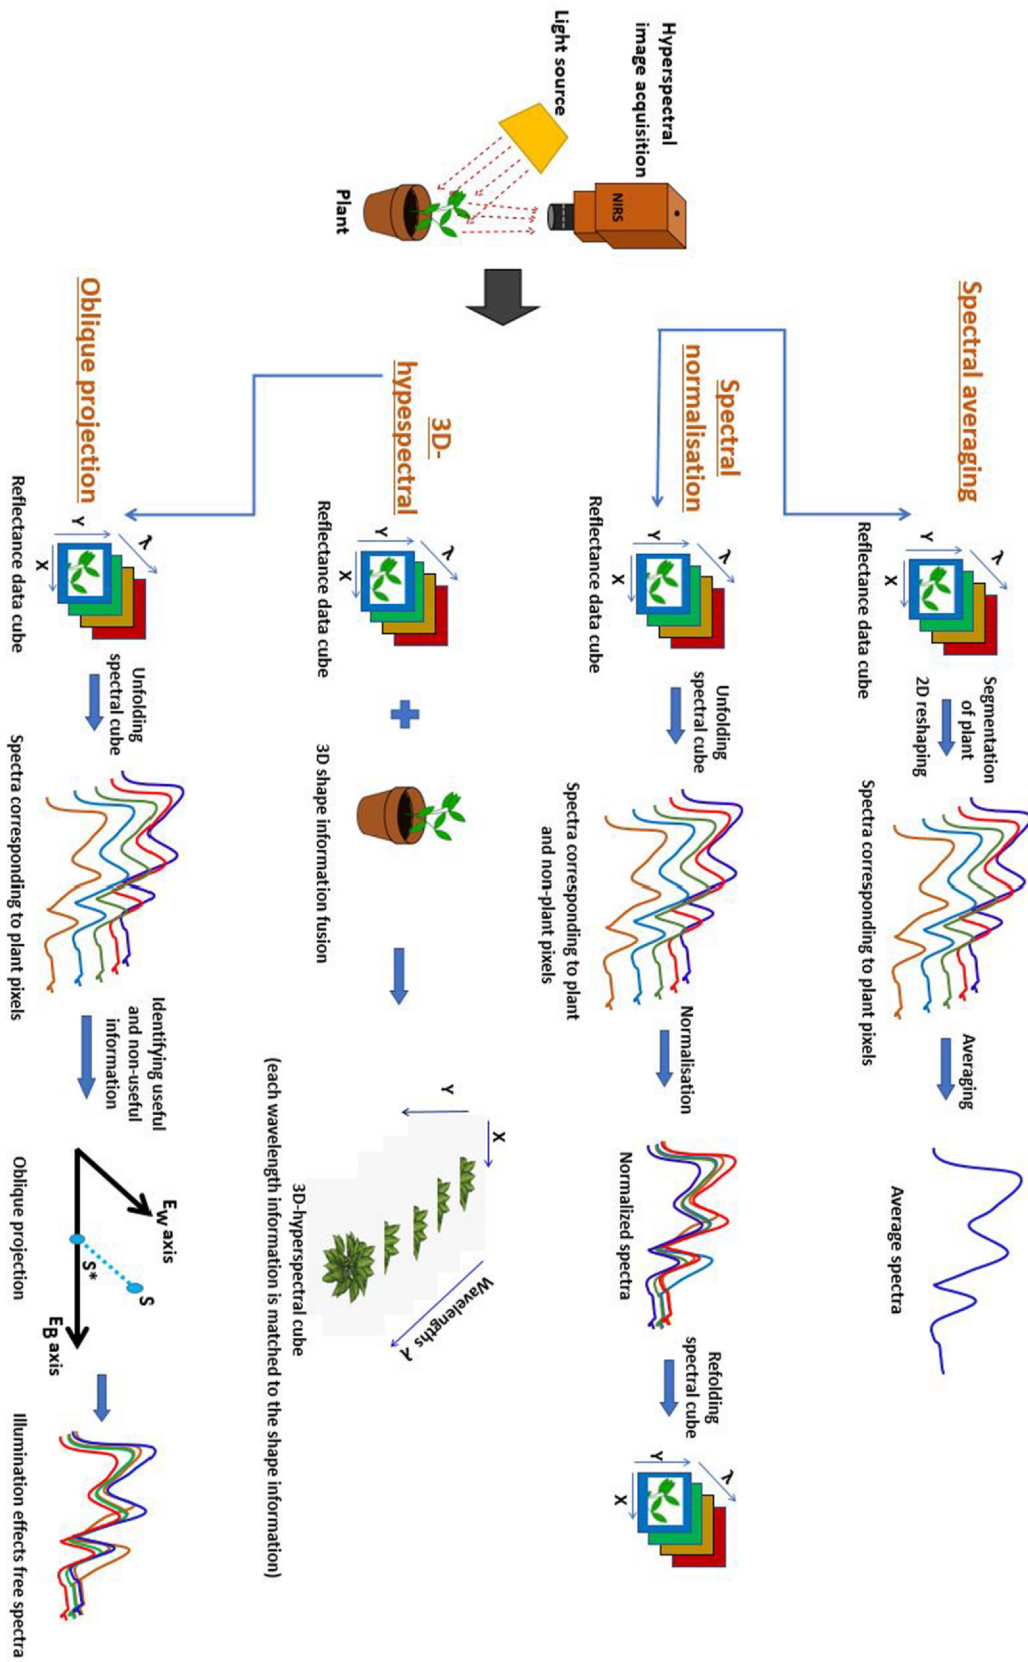 Hyperspectral
image acquisition
NIRS
Light source
Plant
Spectral averaging
λ
Y
X
Reflectance data cube
Segmentation
of plant
2D reshaping
Spectra corresponding to plant pixels
Averaging
Average spectra
Spectral
normalisation
λ
Y
X
Reflectance data cube
Unfolding
spectral cube
Spectra corresponding to plant
and non-plant pixels
Normalisation
Normalized spectra
Refolding
spectral cube
λ
Y
X
3D-
hypespectral
λ
Y
X
Reflectance data cube
3D shape information fusion
X
Y
Wavelengths λ
3D-hyperspectral cube
(each wavelength information is matched to the shape information)
Oblique projection
λ
Y
X
Reflectance data cube
Unfolding
spectral cube
Spectra corresponding to plant pixels
Identifying useful
and non-useful
information
EW axis
S
S*
EB axis
Oblique projection
Illumination effects free spectra